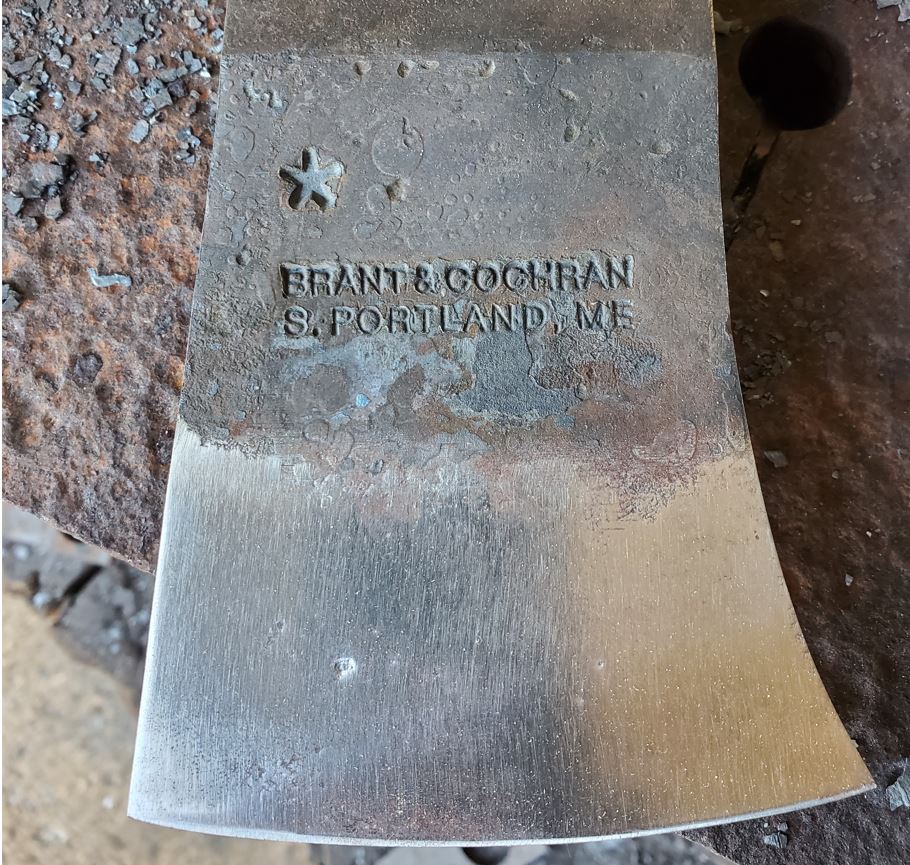 BRANT & COCHRAN
S. PORTLAND, ME